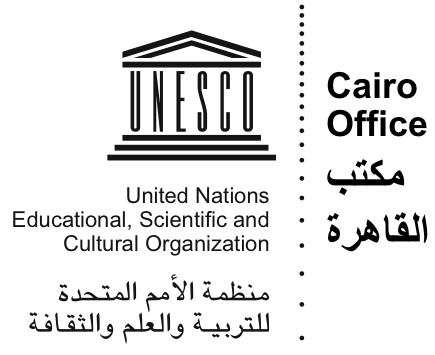 UNESCO
United Nations
Educational, Scientific and
Cultural Organization
منظمة الأمم المتحدة
للتربية والعلم والثقافة
Cairo
Office
مكتب
القاهرة